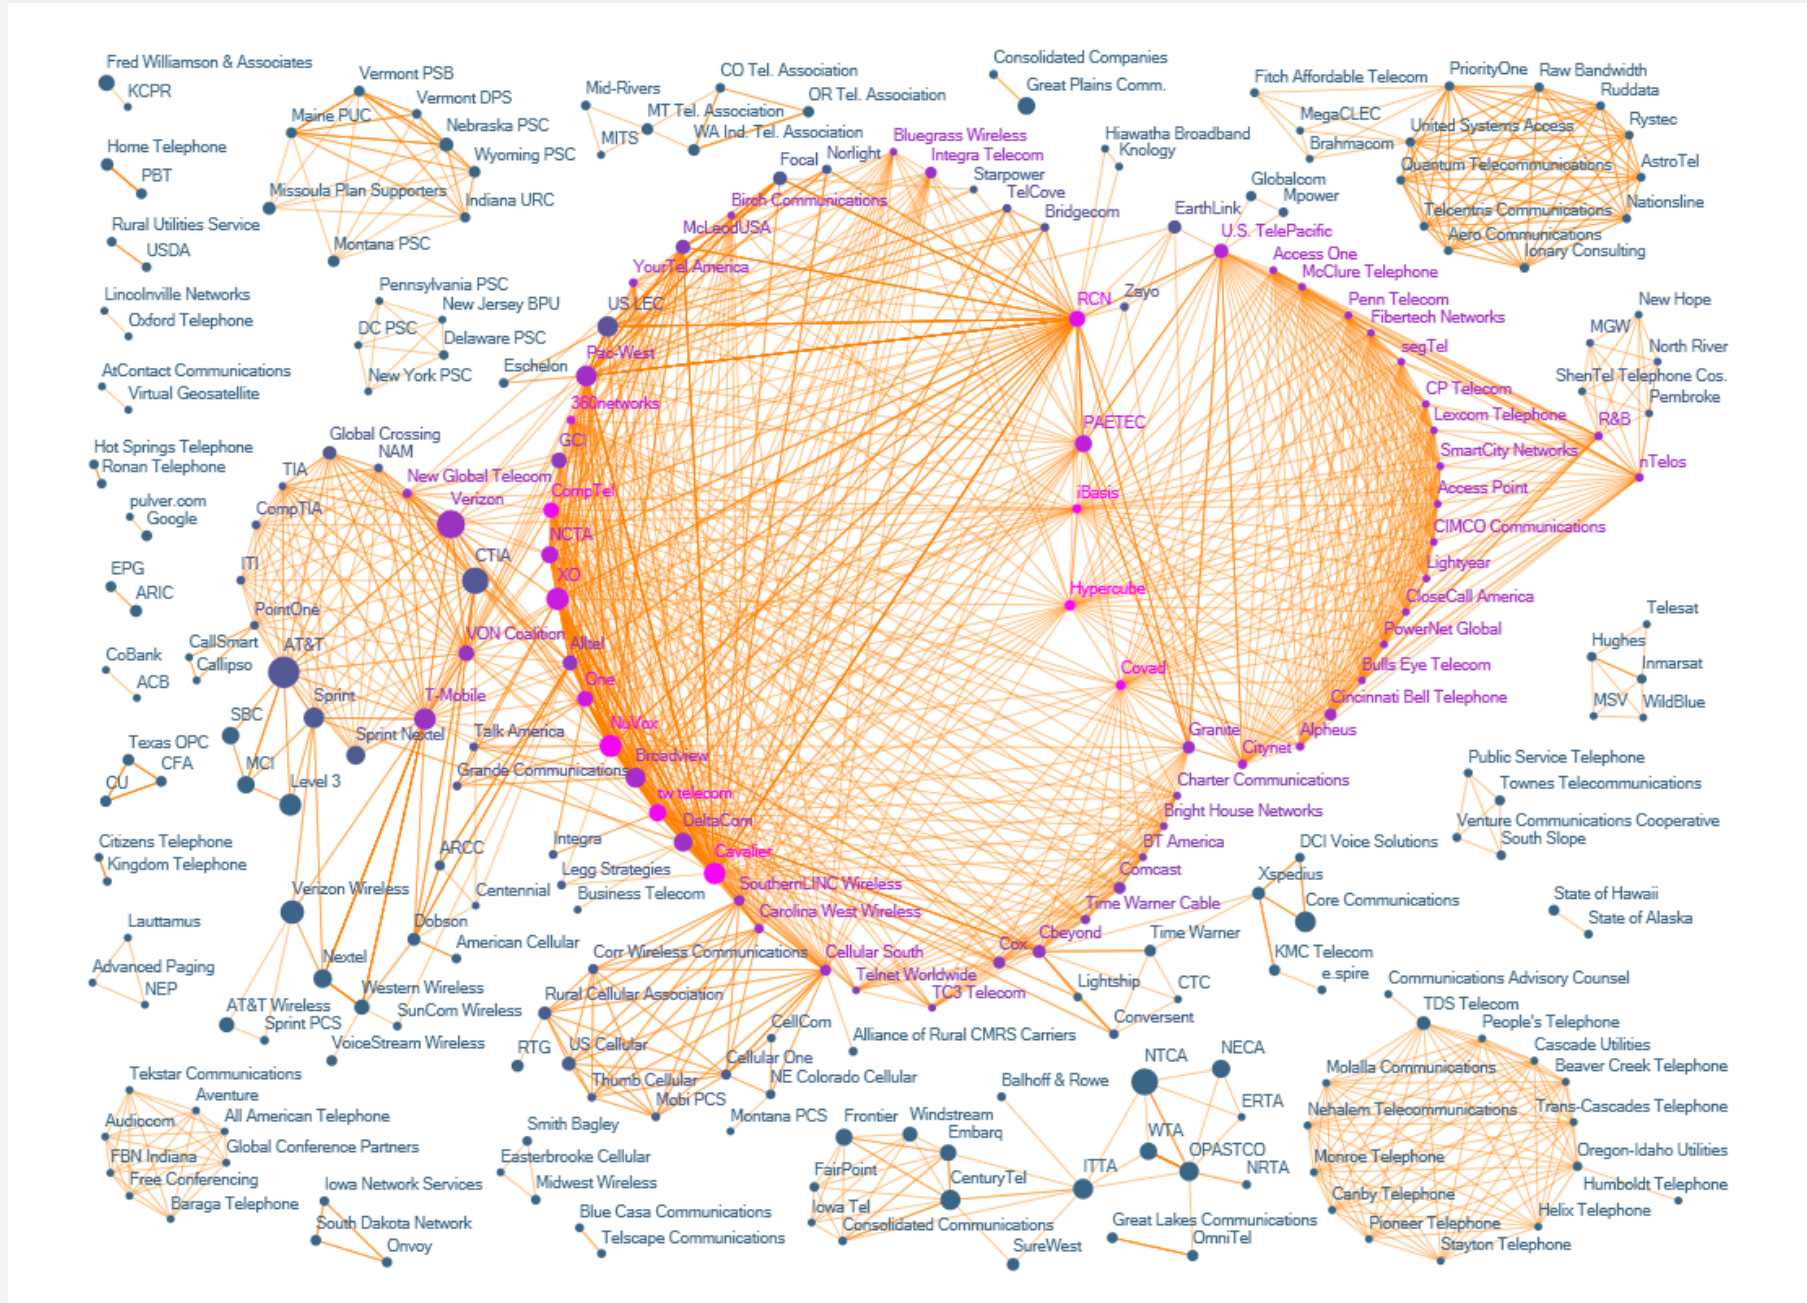 Fred Williamson & Associates
KCPR
Home Telephone
PBT
Rural Utilities Service
USDA
Lincolnville Networks
Oxford Telephone
AtContact Communications
Virtual Geosatellite
Hot Springs Telephone
Ronan Telephone
pulver.com
Google
EPG
ARIC
CoBank
ACB
Texas OPC
CFA
CU
Citizens Telephone
Kingdom Telephone
Lauttamus
Advanced Paging
NEP
Vermont PSB
Vermont DPS
Maine PUC
Nebraska PSC
Wyoming PSC
Missoula Plan Supporters
Indiana URC
Montana PSC
Pennsylvania PSC
New Jersey BPU
DC PSC
Delaware PSC
New York PSC
Mid-Rivers
MITS
CO Tel. Association
MT Tel. Association
OR Tel. Association
WA Ind. Tel. Association
Consolidated Companies
Great Plains Comm.
Hiawatha Broadband
Knology
Globalcom
Mpower
EarthLink
Fitch Affordable Telecom
PriorityOne
Raw Bandwidth
Ruddata
MegaCLEC
United Systems Access
Rystec
Brahmacom
Quantum Telecommunications
AstroTel
Telcentris Communications
Nationsline
Aero Communications
Ionary Consulting
Focal
Norlight
Bluegrass Wireless
Integra Telecom
Starpower
TelCove
Bridgecom
Birch Communications
McLeodUSA
YourTel America
US LEC
Pac-West
Eschelon
360networks
GCI
CompTel
NCTA
XO
Alltel
One
NuVox
Broadview
tw telecom
DeltaCom
Cavalier
SouthernLINC Wireless
Carolina West Wireless
Cellular South
Telnet Worldwide
TC3 Telecom
Cox
Cbeyond
Time Warner Cable
Comcast
BT America
Bright House Networks
Charter Communications
Granite
Citynet
Alpheus
Cincinnati Bell Telephone
Bulls Eye Telecom
PowerNet Global
CloseCall America
Lightyear
CIMCO Communications
Access Point
SmartCity Networks
Lexcom Telephone
CP Telecom
segTel
Fibertech Networks
Penn Telecom
McClure Telephone
Access One
U.S. TelePacific
RCN
Zayo
PAETEC
iBasis
Hypercube
Covad
R&B
nTelos
New Hope
MGW
North River
ShenTel Telephone Cos.
Pembroke
Global Crossing
NAM
TIA
New Global Telecom
Verizon
CompTIA
CTIA
ITI
PointOne
VON Coalition
AT&T
CallSmart
Callipso
Sprint
T-Mobile
Sprint Nextel
SBC
MCI
Level 3
Talk America
Grande Communications
Integra
Legg Strategies
Business Telecom
ARCC
Centennial
Verizon Wireless
Dobson
American Cellular
Nextel
Western Wireless
SunCom Wireless
AT&T Wireless
Sprint PCS
VoiceStream Wireless
Corr Wireless Communications
Rural Cellular Association
RTG
US Cellular
Thumb Cellular
Mobi PCS
Cellular One
CellCom
NE Colorado Cellular
Montana PCS
Alliance of Rural CMRS Carriers
Time Warner
Lightship
CTC
Conversent
DCI Voice Solutions
Xspedius
Core Communications
KMC Telecom
e.spire
Telesat
Hughes
Inmarsat
MSV
WildBlue
Public Service Telephone
Townes Telecommunications
Venture Communications Cooperative
South Slope
State of Hawaii
State of Alaska
Communications Advisory Counsel
TDS Telecom
People's Telephone
Cascade Utilities
Molalla Communications
Beaver Creek Telephone
Nehalem Telecommunications
Trans-Cascades Telephone
Monroe Telephone
Oregon-Idaho Utilities
Canby Telephone
Humboldt Telephone
Pioneer Telephone
Helix Telephone
Stayton Telephone
Tekstar Communications
Aventure
Audiocom
All American Telephone
FBN Indiana
Global Conference Partners
Free Conferencing
Baraga Telephone
Iowa Network Services
South Dakota Network
Onvoy
Smith Bagley
Easterbrooke Cellular
Midwest Wireless
Blue Casa Communications
Telscape Communications
Balhoff & Rowe
Frontier
Windstream
Embarq
FairPoint
CenturyTel
Iowa Tel
Consolidated Communications
SureWest
ITTA
NTCA
NECA
ERTA
WTA
OPASTCO
NRTA
Great Lakes Communications
OmniTel